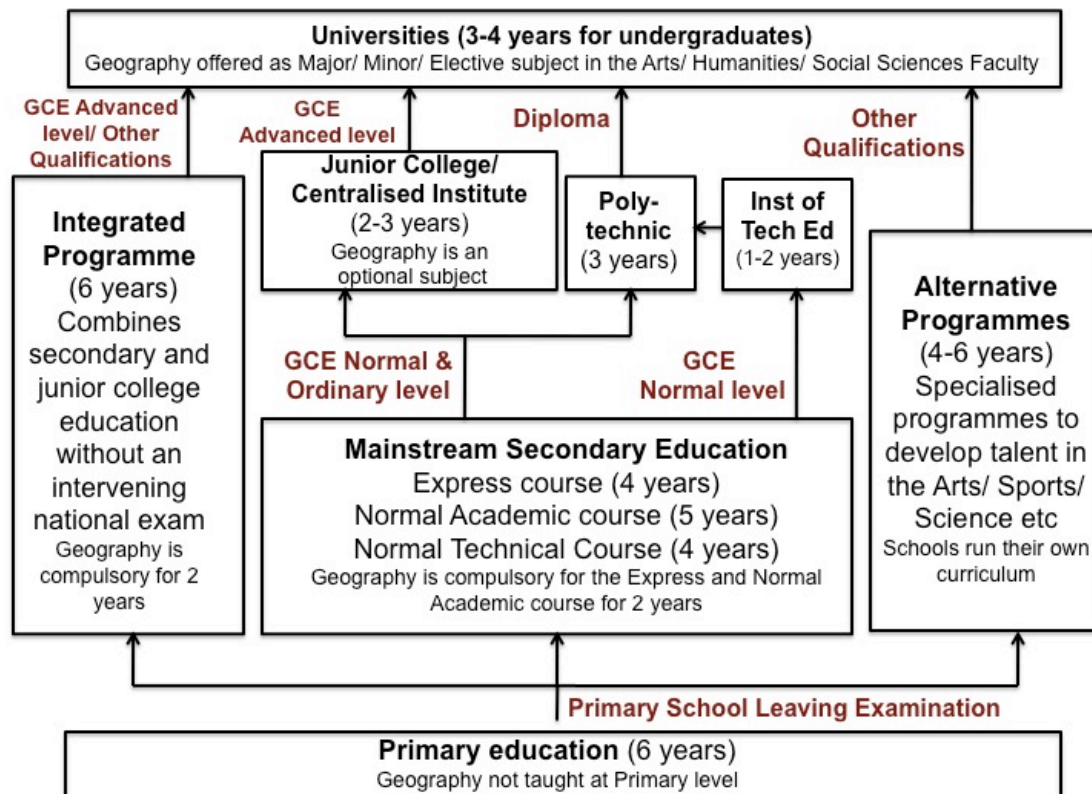 Universities (3-4 years for undergraduates)
Geography offered as Major/ Minor/ Elective subject in the Arts/ Humanities/ Social Sciences Faculty
GCE Advanced
level/ Other
Qualifications
GCE
Advanced level
Diploma
Other
Qualifications
Integrated
Programme
(6 years)
Combines
secondary and
junior college
education
without an
intervening
national exam
Geography is
compulsory for 2
years
Junior College/
Centralised Institute
(2-3 years)
Geography is an
optional subject
Poly-
technic
(3 years)
Inst of
Tech Ed
(1-2 years)
Alternative
Programmes
(4-6 years)
Specialised
programmes to
develop talent in
the Arts/ Sports/
Science etc
Schools run their own
curriculum
GCE Normal &
Ordinary level
GCE
Normal level
Mainstream Secondary Education
Express course (4 years)
Normal Academic course (5 years)
Normal Technical Course (4 years)
Geography is compulsory for the Express and Normal
Academic course for 2 years
Primary School Leaving Examination
Primary education (6 years)
Geography not taught at Primary level